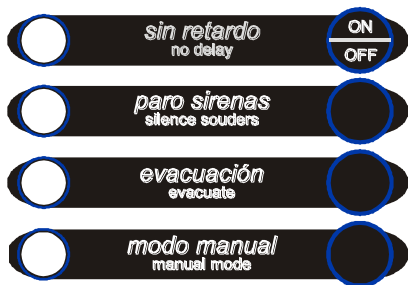 sin retardo
no delay
ON
OFF
paro sirenas
silence souders
evacuación
evacuate
modo manual
manual mode